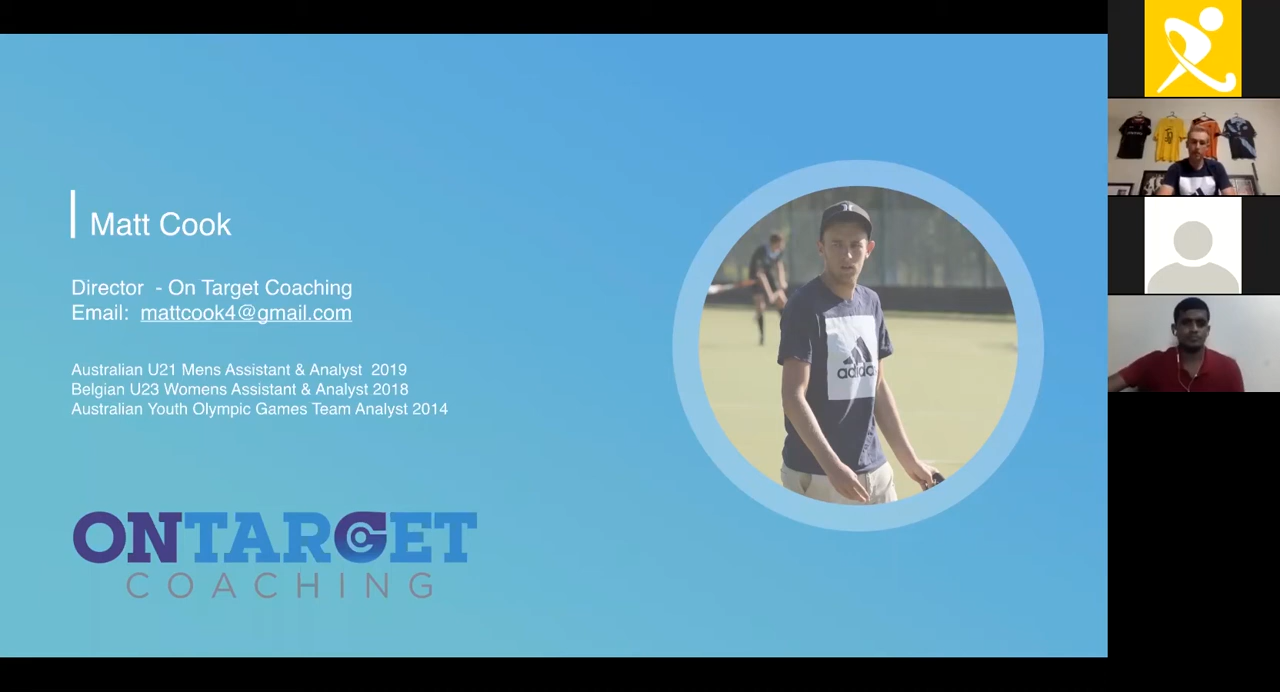 Matt Cook
Director - On Target Coaching
Email: mattcook4@gmail.com
Australian U21 Mens Assistant & Analyst 2019
Belgian U23 Womens Assistant & Analyst 2018
Australian Youth Olympic Games Team Analyst 2014
ONTARGET
COACHING
adidas